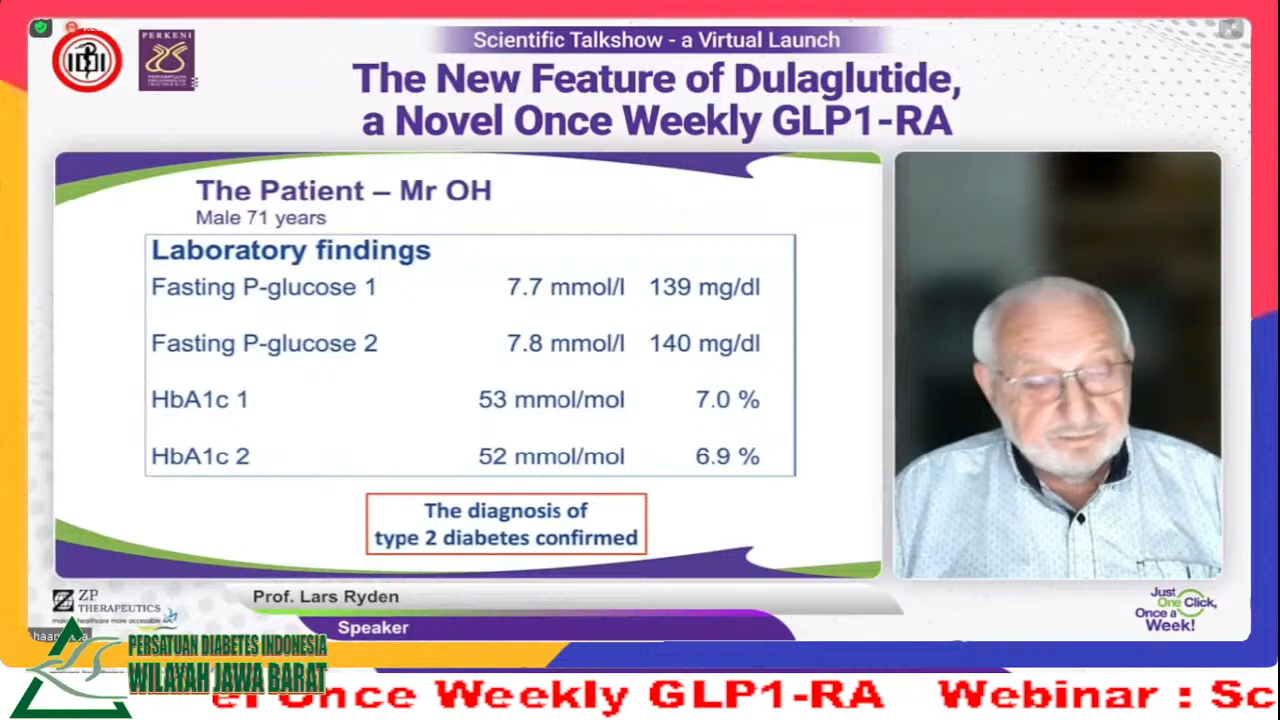 REC
PERKENI
Scientific Talkshow - a Virtual Launch
The New Feature of Dulaglutide,
a Novel Once Weekly GLP1-RA
The Patient – Mr OH
Male 71 years
Laboratory findings
Fasting P-glucose 1 7.7 mmol/l 139 mg/dl
Fasting P-glucose 2 7.8 mmol/l 140 mg/dl
HbA1c 1 53 mmol/mol 7.0 %
HbA1c 2 52 mmol/mol 6.9 %
The diagnosis of
type 2 diabetes confirmed
ZP
THERAPEUTICS
Prof. Lars Ryden
Speaker
Just
One Click,
Once a
Week!
PERSATUAN DIABETES INDONESIA
WILAYAH JAWA BARAT
Once Weekly GLP1-RA Webinar : Sc